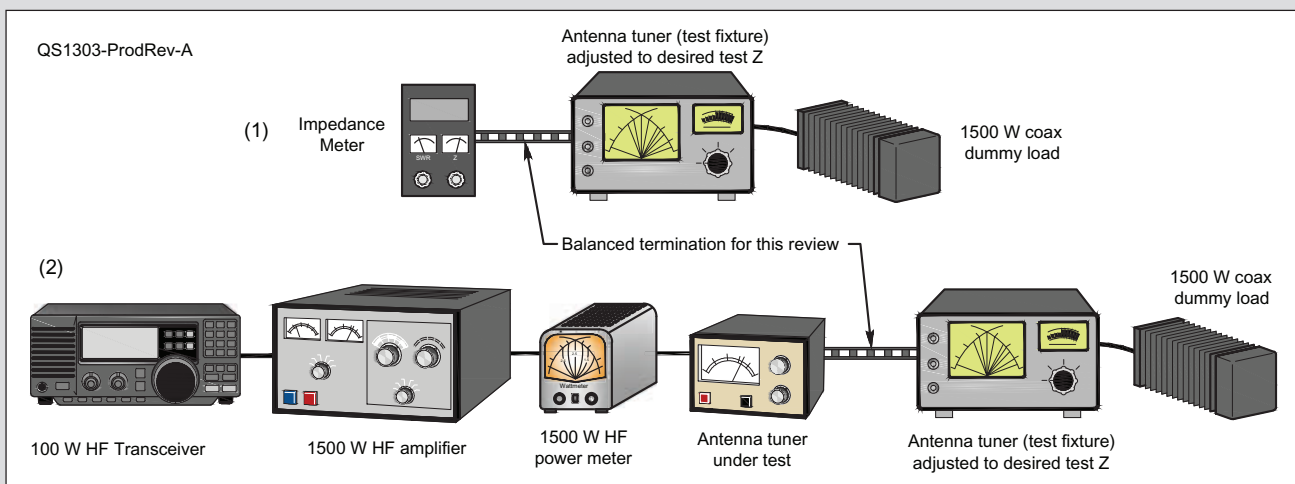 QS1303-ProdRev-A
Antenna tuner (test fixture)
adjusted to desired test Z
(1)
Impedance
Meter
SWR
Z
1500 W coax
dummy load
Balanced termination for this review
(2)
1500 W coax
dummy load
Wattmeter
100 W HF Transceiver
1500 W HF amplifier
1500 W HF
power meter
Antenna tuner
under test
Antenna tuner (test fixture)
adjusted to desired test Z